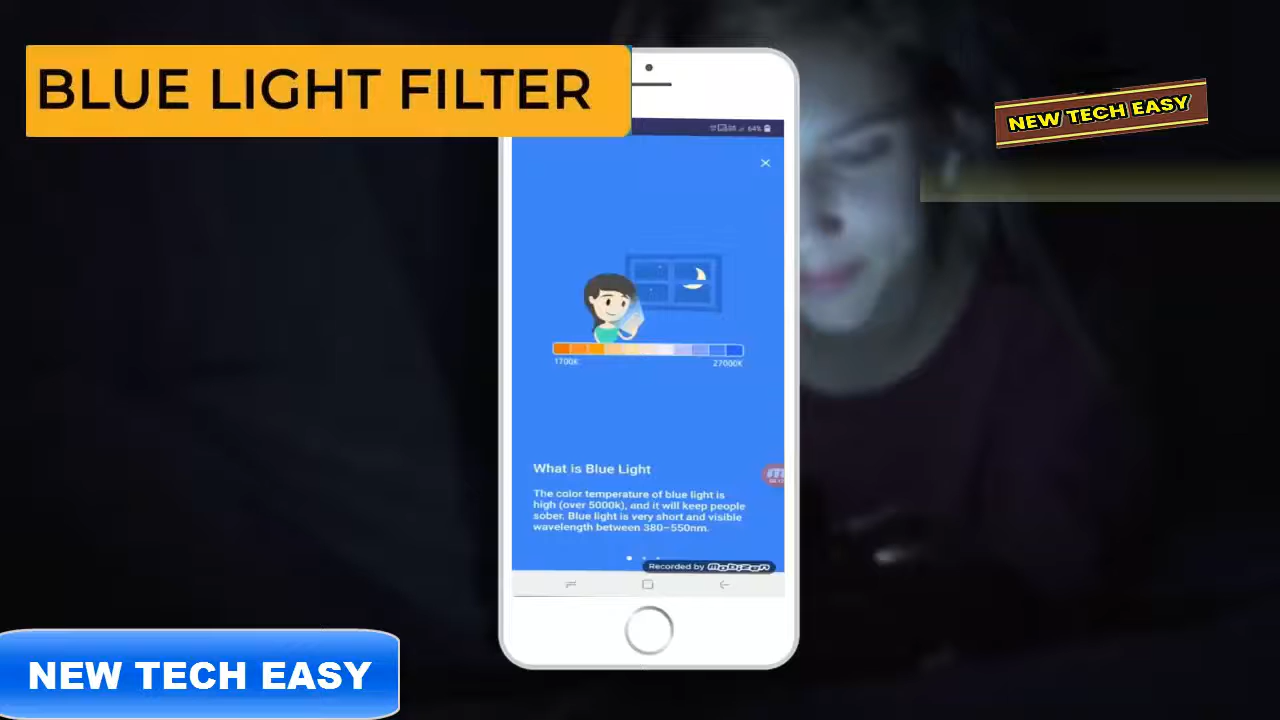 BLUE LIGHT FILTER
NEW TECH EASY
64%
1700K
27000K
What is Blue Light
The color temperature of blue light is
high (over 5000k), and it will keep people
sober. Blue light is very short and visible
wavelength between 380–550nm.
Recorded by Mobizen
NEW TECH EASY